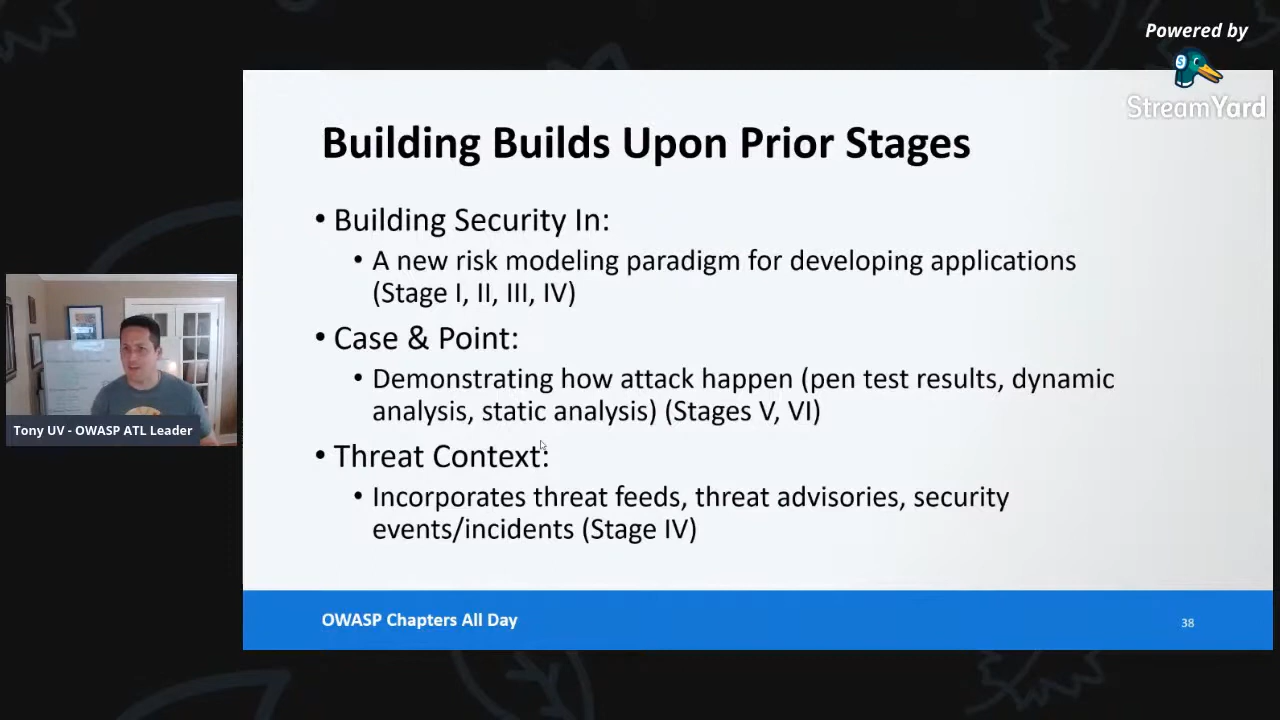 Powered by
StreamYard
Building Builds Upon Prior Stages
• Building Security In:
• A new risk modeling paradigm for developing applications
(Stage I, II, III, IV)
• Case & Point:
• Demonstrating how attack happen (pen test results, dynamic
analysis, static analysis) (Stages V, VI)
• Threat Context:
• Incorporates threat feeds, threat advisories, security
events/incidents (Stage IV)
Tony UV - OWASP ATL Leader
OWASP Chapters All Day
38